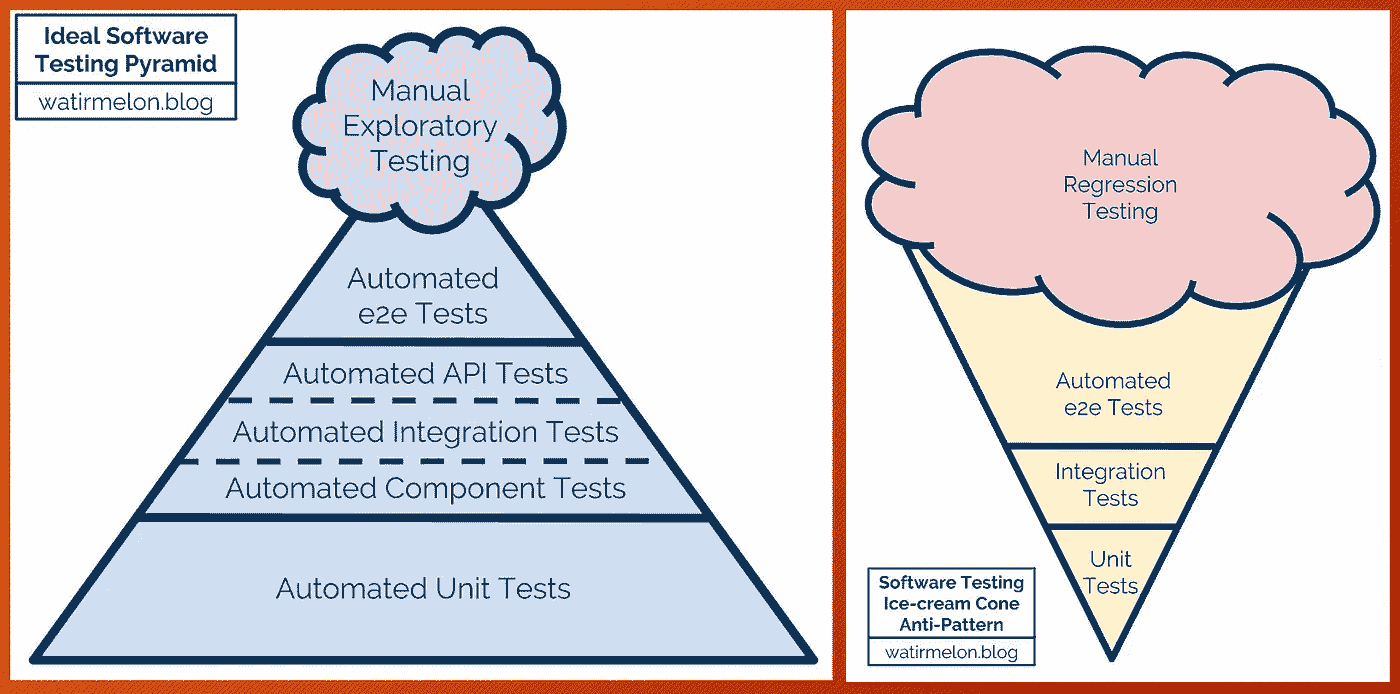 Ideal Software
Testing Pyramid
watirmelon.blog
Manual
Exploratory
Testing
Automated
e2e Tests
Automated API Tests
Automated Integration Tests
Automated Component Tests
Automated Unit Tests
Manual
Regression
Testing
Automated
e2e Tests
Integration
Tests
Unit
Tests
Software Testing
Ice-cream Cone
Anti-Pattern
watirmelon.blog